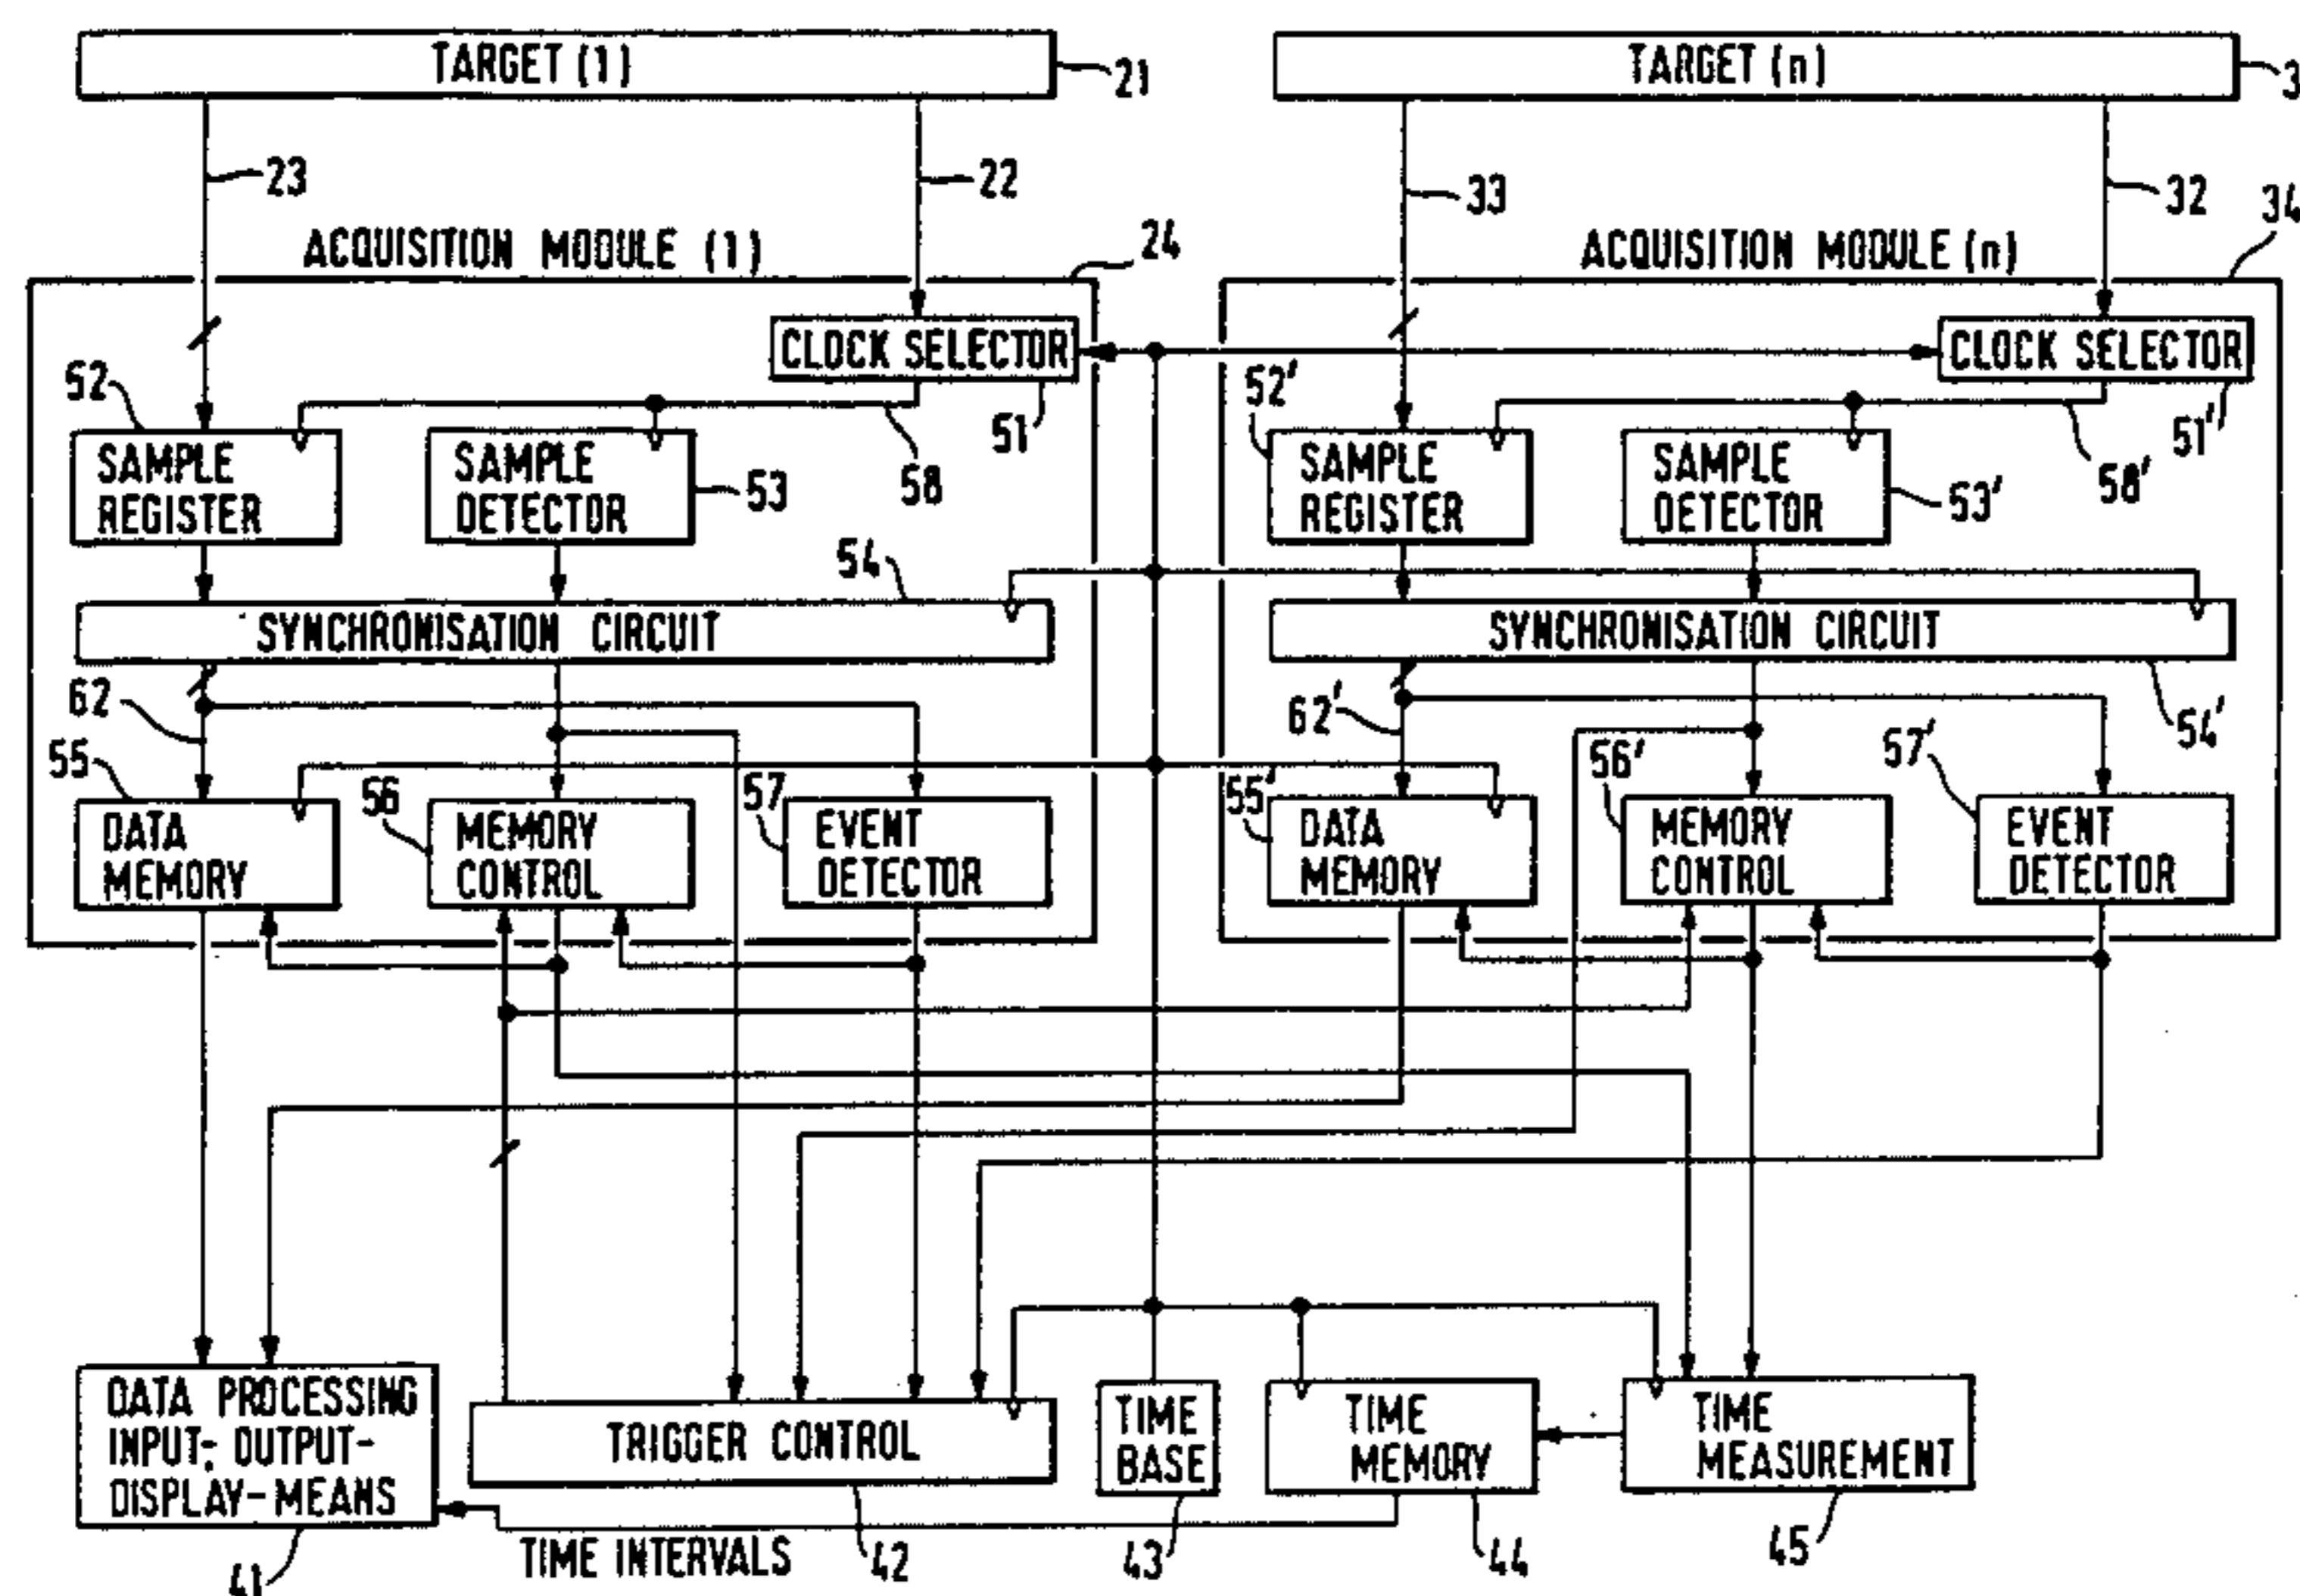 TARGET (1)
21
TARGET (n)
3
23
22
33
32
ACQUISITION MODULE (1)
24
ACQUISITION MODULE (n)
34
CLOCK SELECTOR
CLOCK SELECTOR
52
51
52'
51'
SAMPLE
REGISTER
SAMPLE
DETECTOR
53
58
SAMPLE
REGISTER
SAMPLE
DETECTOR
53'
58'
54
SYNCHRONISATION CIRCUIT
SYNCHRONISATION CIRCUIT
62
62'
54'
55
56
57
55'
56'
57'
DATA
MEMORY
MEMORY
CONTROL
EVENT
DETECTOR
DATA
MEMORY
MEMORY
CONTROL
EVENT
DETECTOR
DATA PROCESSING
INPUT; OUTPUT-
DISPLAY-MEANS
TRIGGER CONTROL
TIME
BASE
TIME
MEMORY
TIME
MEASUREMENT
41
TIME INTERVALS
42
43
44
45